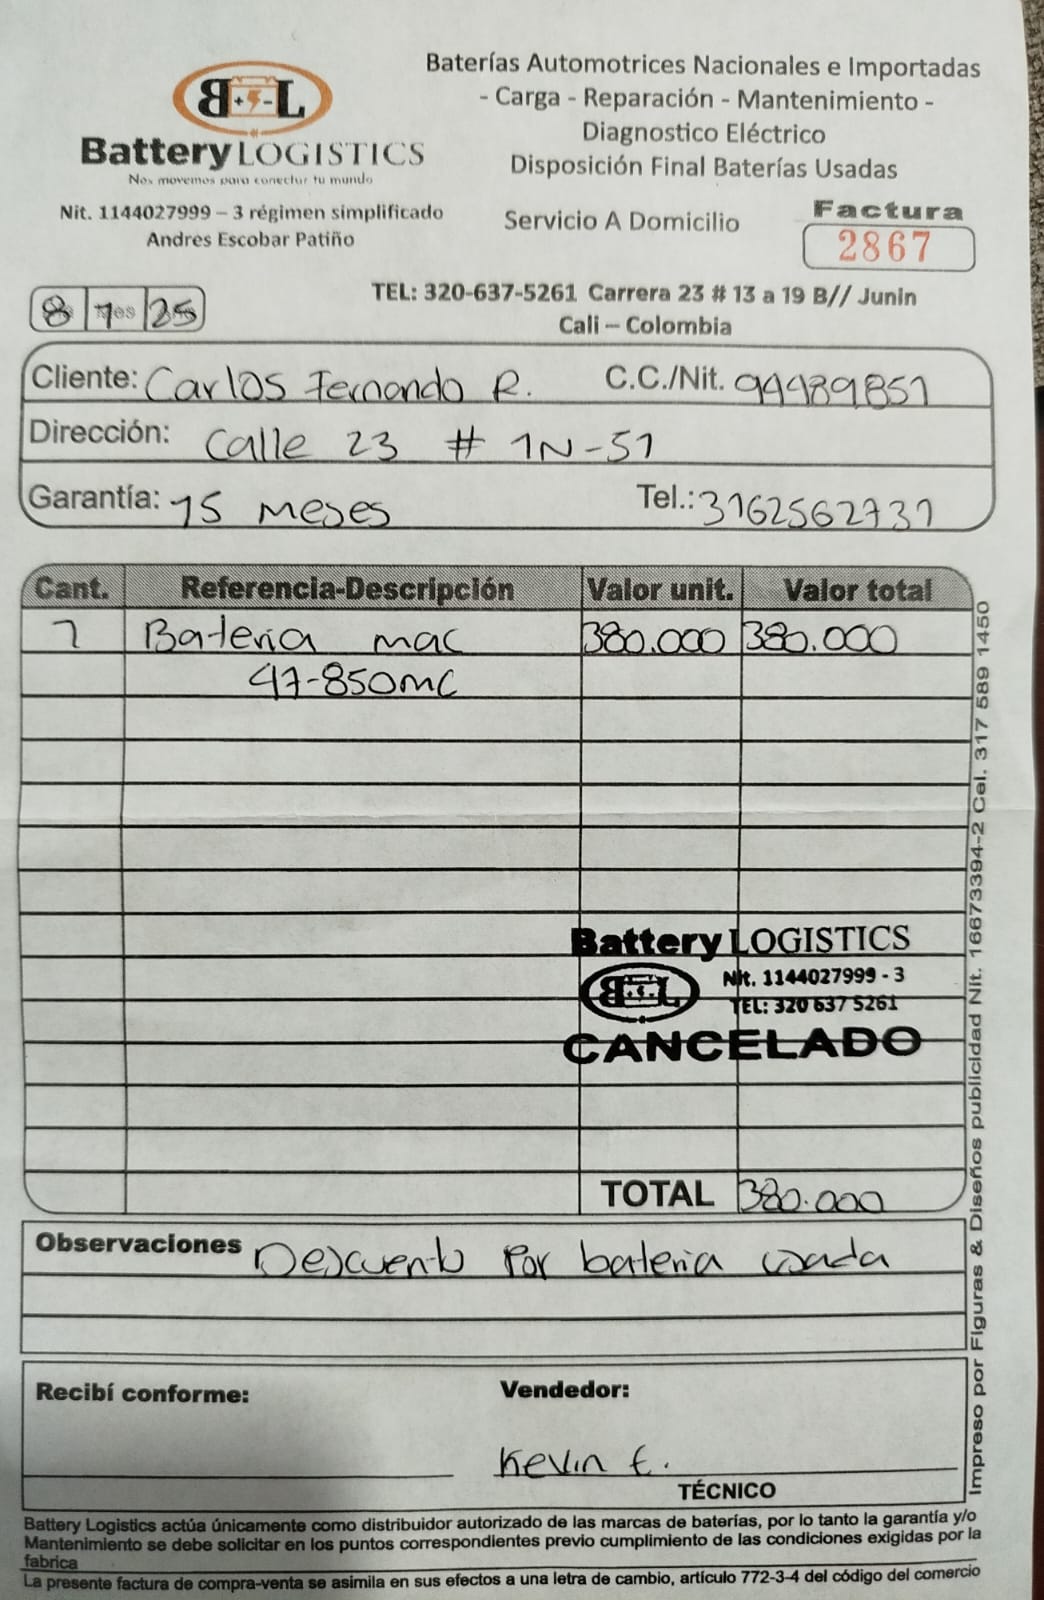 B+-L
Battery LOGISTICS
Nos movemos para conectar tu mundo
Nit. 1144027999 – 3 régimen simplificado
Andres Escobar Patiño
Baterías Automotrices Nacionales e Importadas
- Carga - Reparación - Mantenimiento -
Diagnostico Eléctrico
Disposición Final Baterías Usadas
Servicio A Domicilio
Factura
2867
TEL: 320-637-5261 Carrera 23 # 13 a 19 B// Junin
Cali – Colombia
8 1 25
Cliente: Carlos Fernando R. C.C./Nit. 94489851
Dirección: Calle 23 # 1N-51
Garantía: 15 Meses Tel.: 3162562731
Cant. Referencia-Descripción Valor unit. Valor total
1 Bateria mac 380.000 380.000
47-850MC
Battery LOGISTICS
Nit. 1144027999 - 3
TEL: 320 637 5261
CANCELADO
TOTAL 380.000
Observaciones Descuento por bateria usada
Recibí conforme: Vendedor:
Kevin E.
TÉCNICO
Battery Logistics actúa únicamente como distribuidor autorizado de las marcas de baterías, por lo tanto la garantía y/o
Mantenimiento se debe solicitar en los puntos correspondientes previo cumplimiento de las condiciones exigidas por la
fabrica
La presente factura de compra-venta se asimila en sus efectos a una letra de cambio, artículo 772-3-4 del código del comercio
Impreso por Figuras & Diseños publicidad Nit. 16673394-2 Cel. 317 589 1450